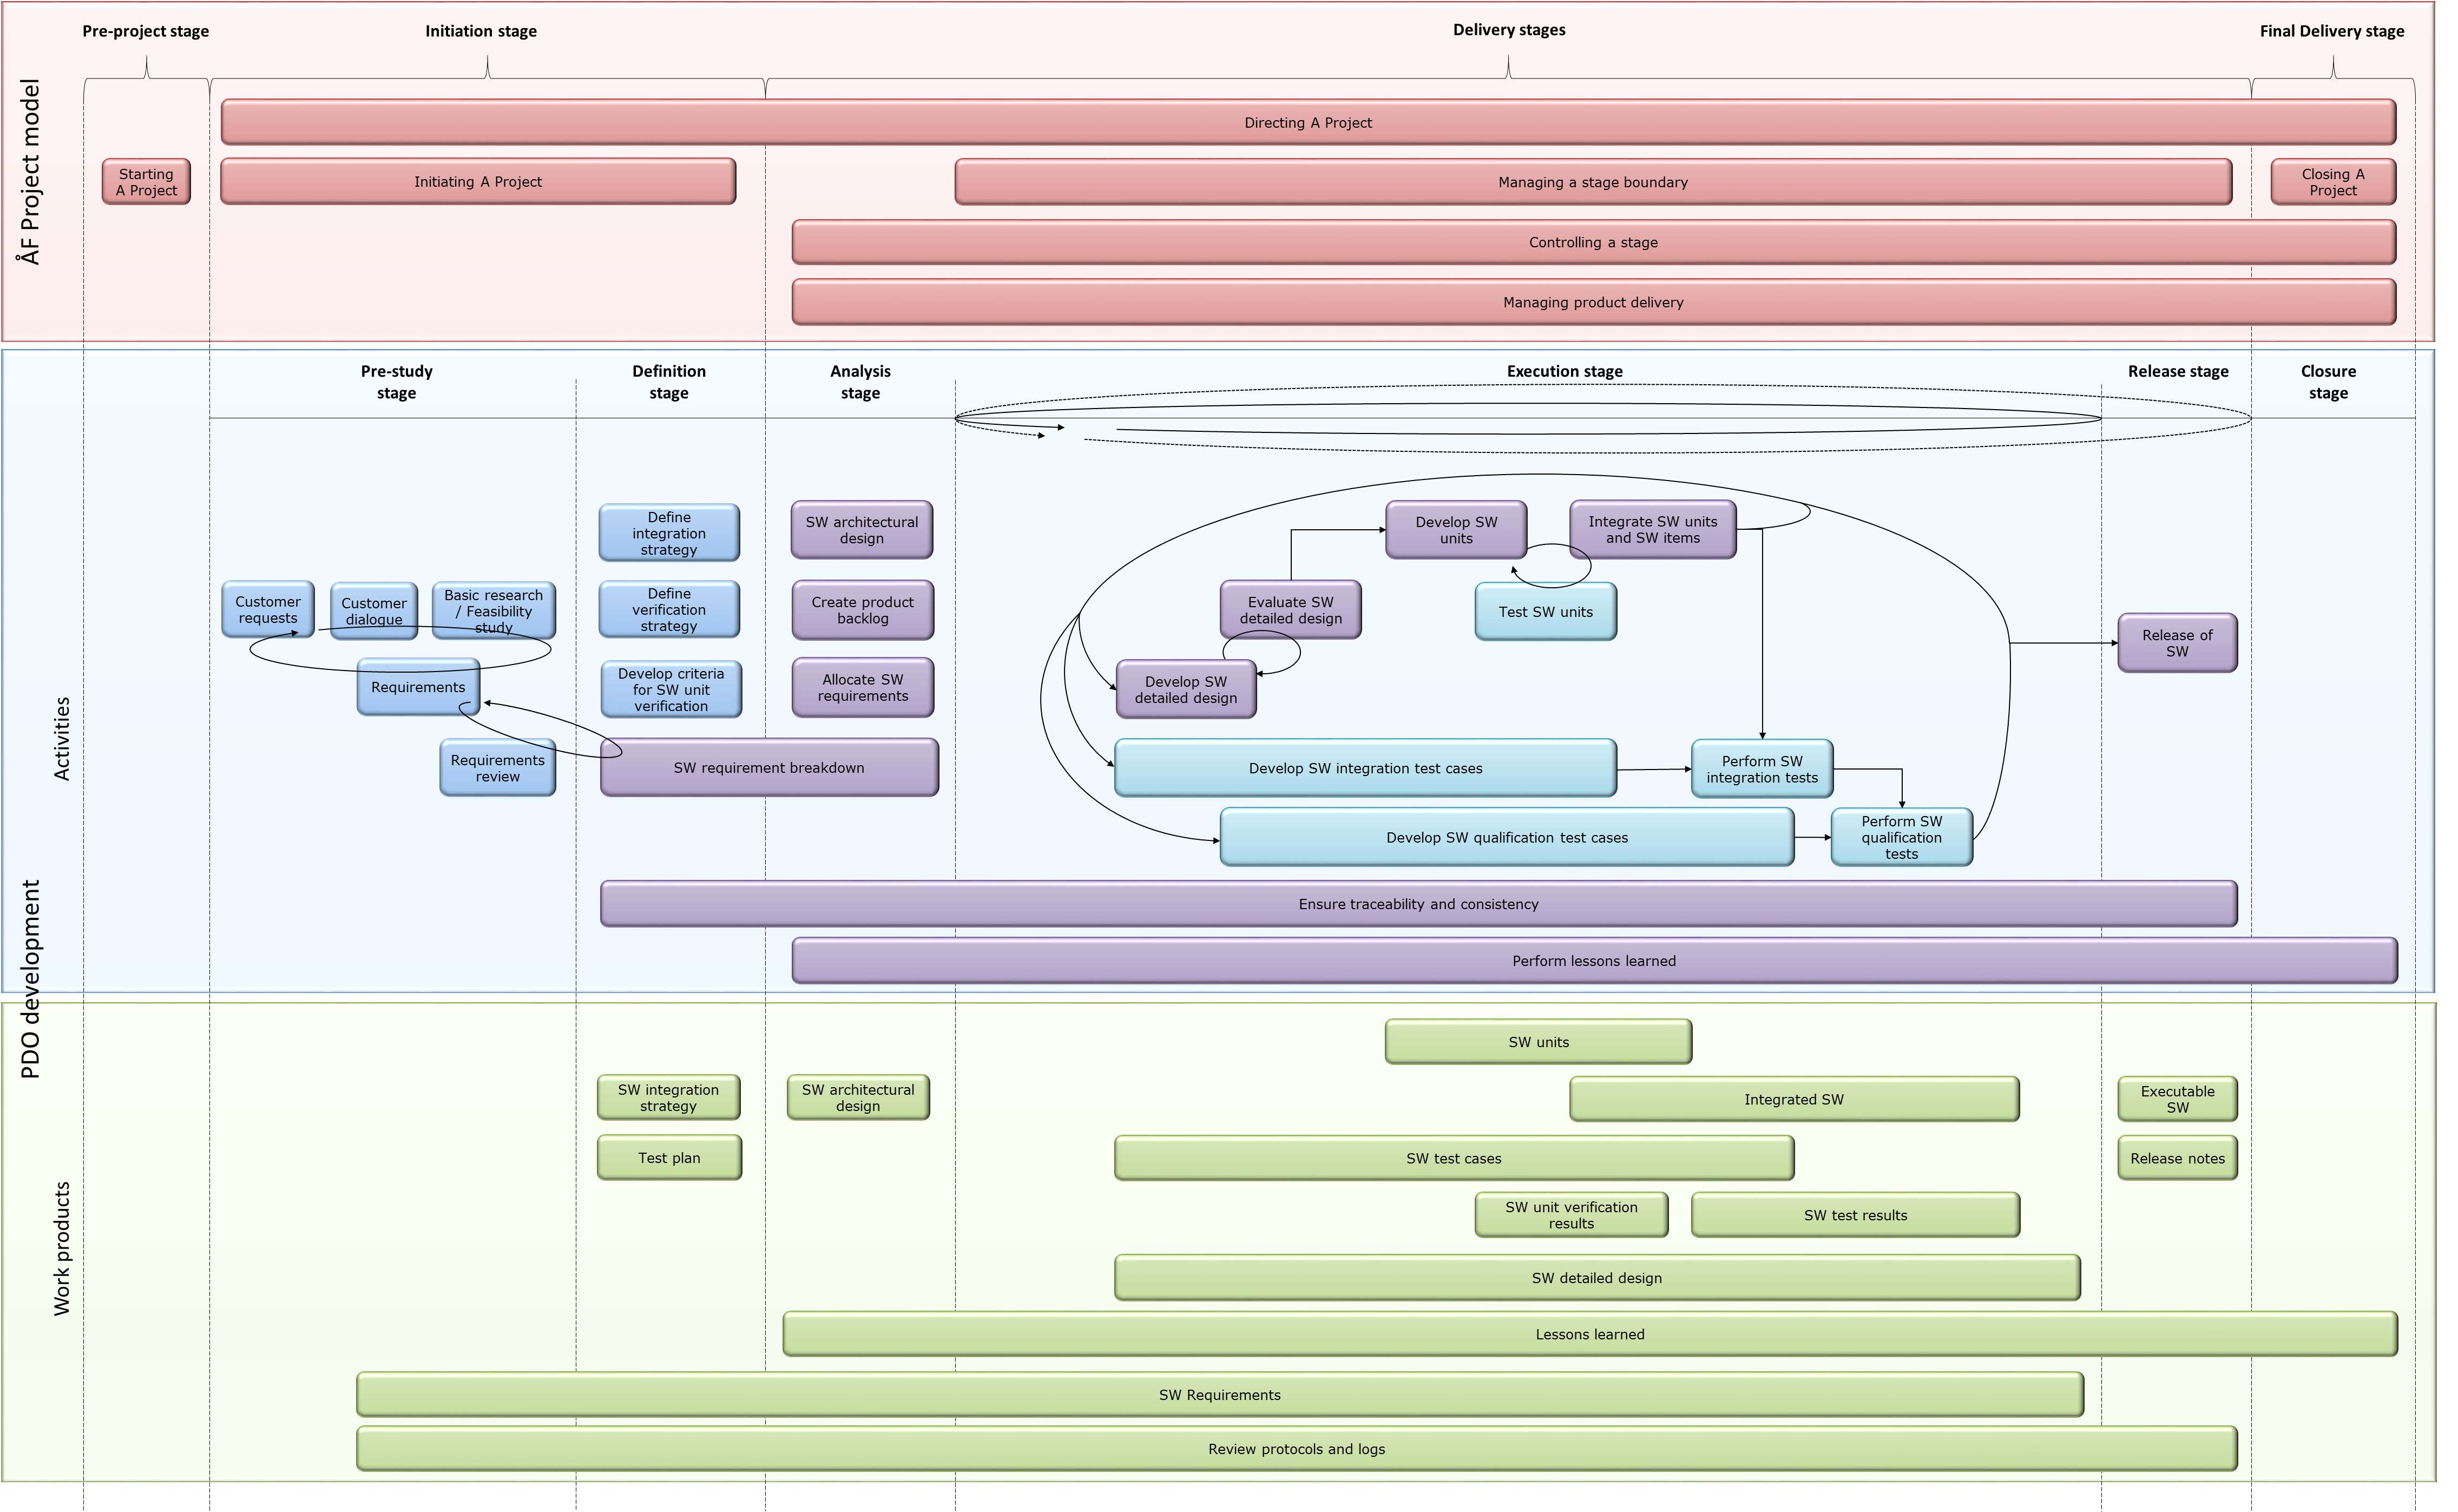 Pre-project stage
Initiation stage
Delivery stages
Final Delivery stage
ÅF Project model
Directing A Project
Starting
A Project
Initiating A Project
Managing a stage boundary
Closing A
Project
Controlling a stage
Managing product delivery
PDO development
Activities
Pre-study
stage
Definition
stage
Analysis
stage
Execution stage
Release stage
Closure
stage
Define
integration
strategy
SW architectural
design
Develop SW
units
Integrate SW units
and SW items
Customer
requests
Customer
dialogue
Basic research
/ Feasibility
study
Define
verification
strategy
Create product
backlog
Evaluate SW
detailed design
Test SW units
Release of
SW
Requirements
Develop criteria
for SW unit
verification
Allocate SW
requirements
Develop SW
detailed design
Requirements
review
SW requirement breakdown
Develop SW integration test cases
Perform SW
integration tests
Develop SW qualification test cases
Perform SW
qualification
tests
Ensure traceability and consistency
Perform lessons learned
Work products
SW units
SW integration
strategy
SW architectural
design
Integrated SW
Executable
SW
Test plan
SW test cases
Release notes
SW unit verification
results
SW test results
SW detailed design
Lessons learned
SW Requirements
Review protocols and logs